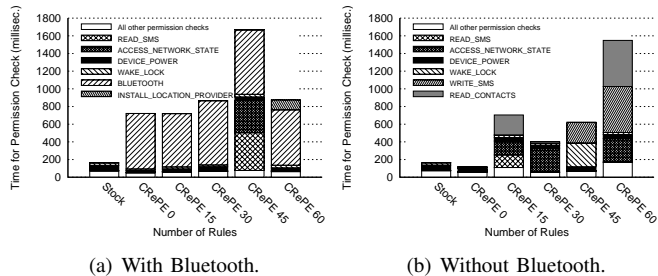 Time for Permission Check (millisec.)
1800
1600
1400
1200
1000
800
600
400
200
0
All other permission checks
READ_SMS
ACCESS_NETWORK_STATE
DEVICE_POWER
WAKE_LOCK
BLUETOOTH
INSTALL_LOCATION_PROVIDER
Stock
CRePE 0
CRePE 15
CRePE 30
CRePE 45
CRePE 60
Number of Rules
(a) With Bluetooth.
Time for Permission Check (millisec.)
1800
1600
1400
1200
1000
800
600
400
200
0
All other permission checks
READ_SMS
ACCESS_NETWORK_STATE
DEVICE_POWER
WAKE_LOCK
WRITE_SMS
READ_CONTACTS
Stock
CRePE 0
CRePE 15
CRePE 30
CRePE 45
CRePE 60
Number of Rules
(b) Without Bluetooth.